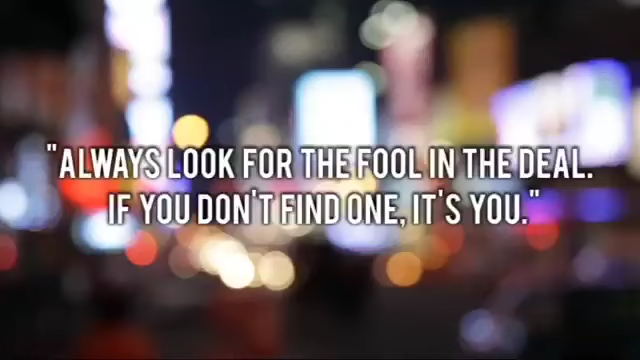 "ALWAYS LOOK FOR THE FOOL IN THE DEAL.
IF YOU DON'T FIND ONE, IT'S YOU."